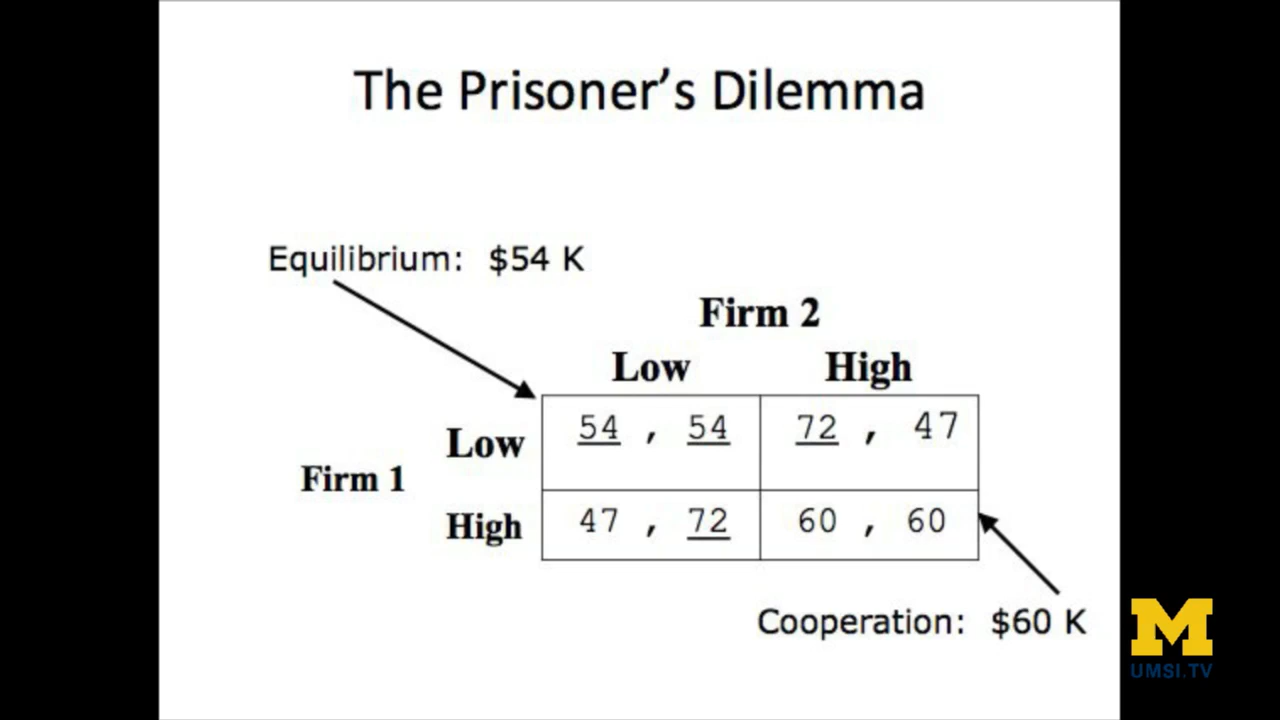 The Prisoner's Dilemma
Equilibrium: $54 K
Firm 2
Low High
Low 54 , 54 72 , 47
Firm 1
High 47 , 72 60 , 60
Cooperation: $60 K
M
UMSI.TV